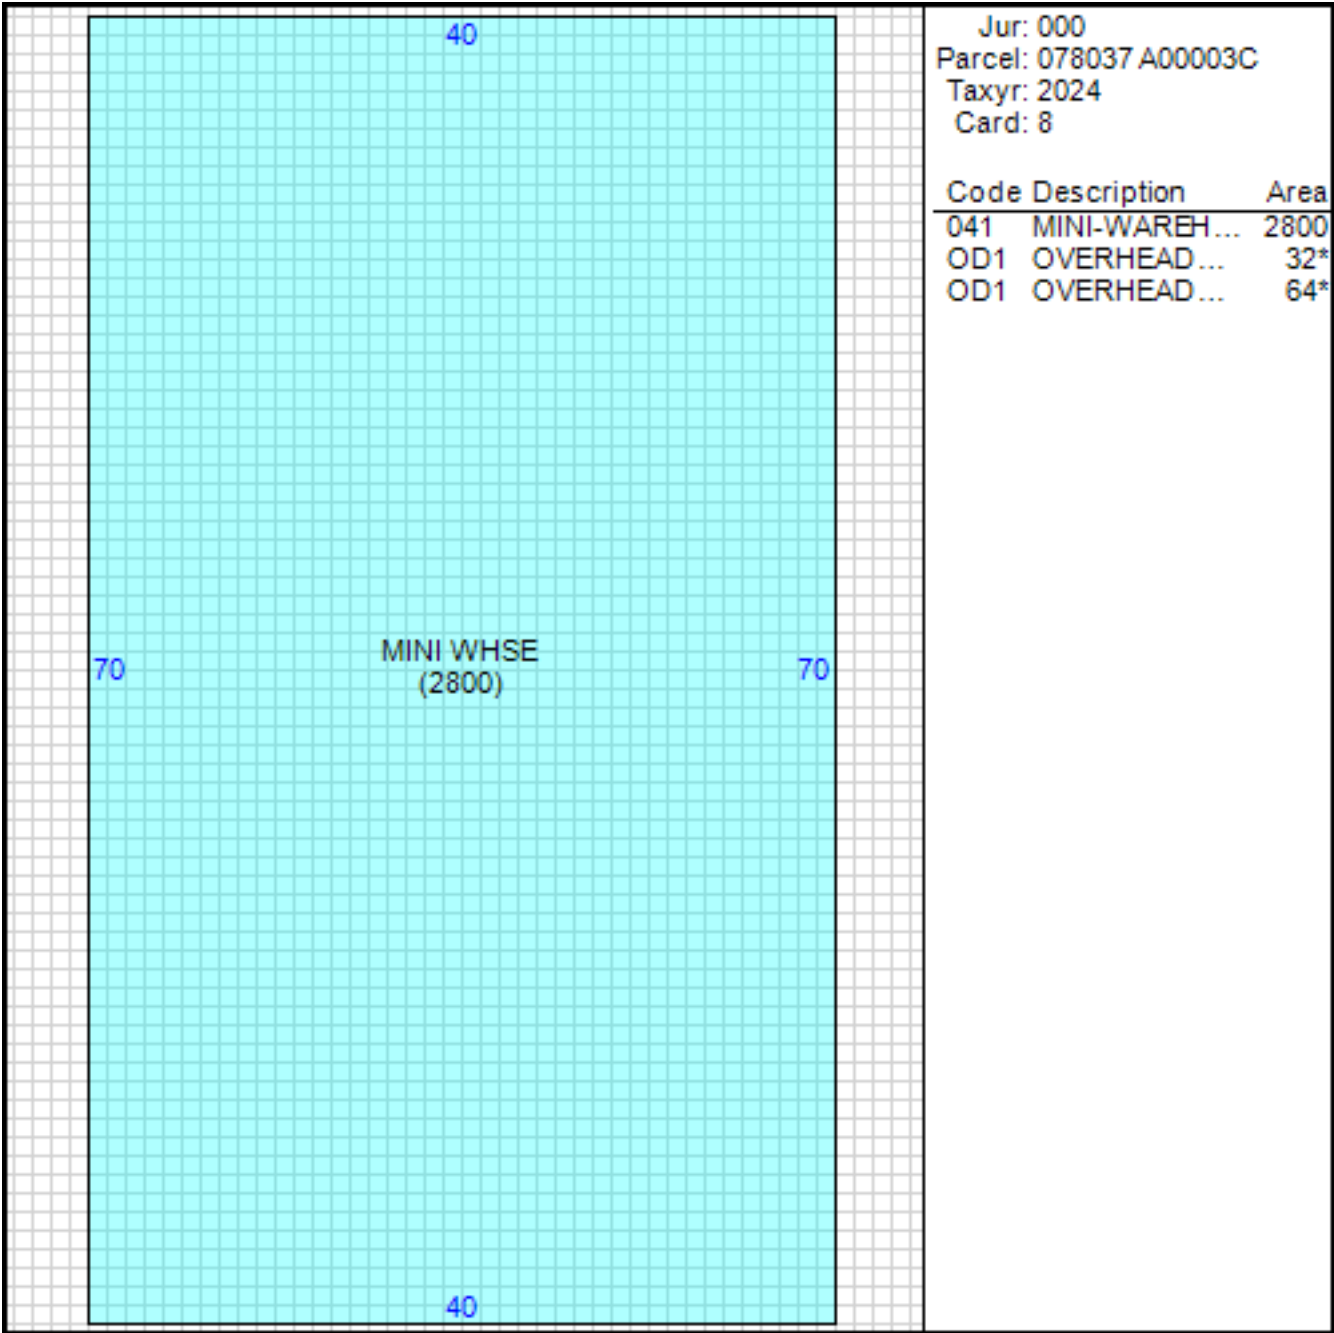 40
70
MINI WHSE
(2800)
70
40
Jur: 000
Parcel: 078037 A00003C
Taxyr: 2024
Card: 8
Code Description Area
041 MINI-WAREH... 2800
OD1 OVERHEAD... 32*
OD1 OVERHEAD... 64*